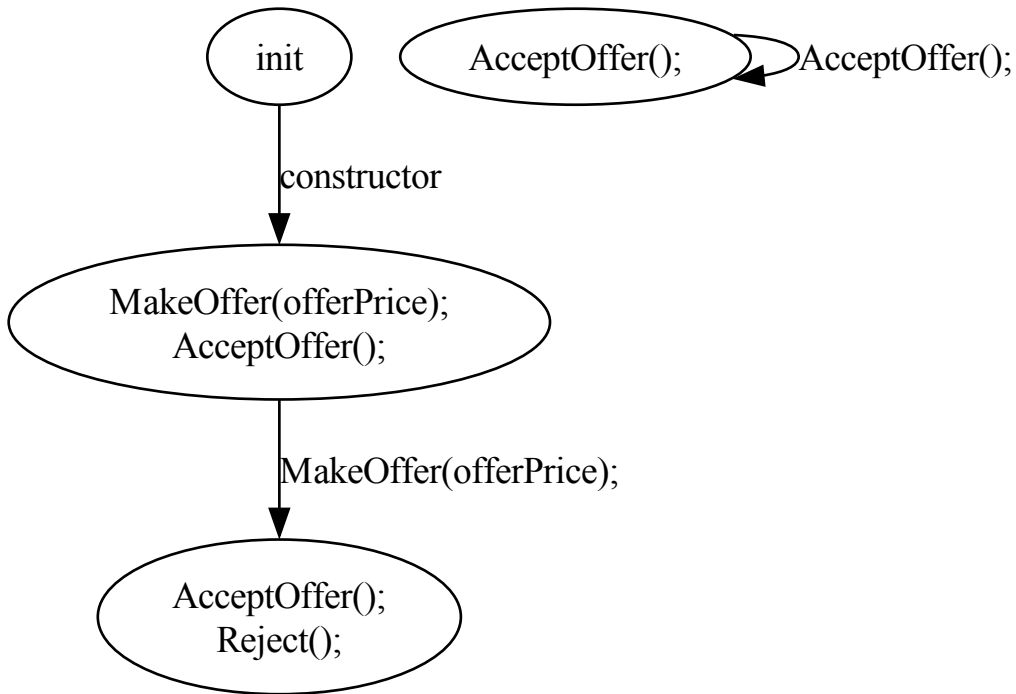 init
AcceptOffer();
AcceptOffer();
constructor
MakeOffer(offerPrice);
AcceptOffer();
MakeOffer(offerPrice);
AcceptOffer();
Reject();